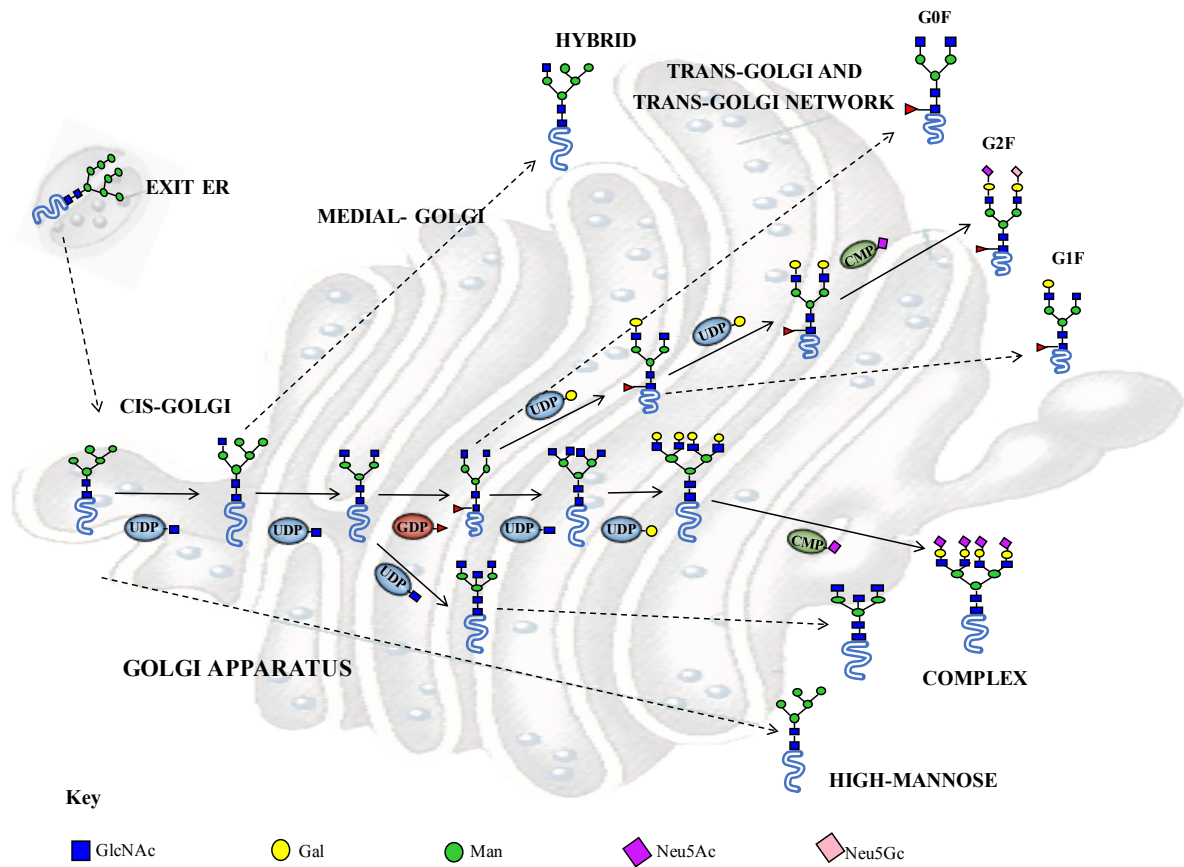 G0F
HYBRID
TRANS-GOLGI AND
TRANS-GOLGI NETWORK
G2F
EXIT ER
MEDIAL- GOLGI
CMP
G1F
UDP
UDP
CIS-GOLGI
UDP
UDP
GDP
UDP
UDP
CMP
UDP
GOLGI APPARATUS
COMPLEX
HIGH-MANNOSE
Key
GlcNAc
Gal
Man
Neu5Ac
Neu5Gc